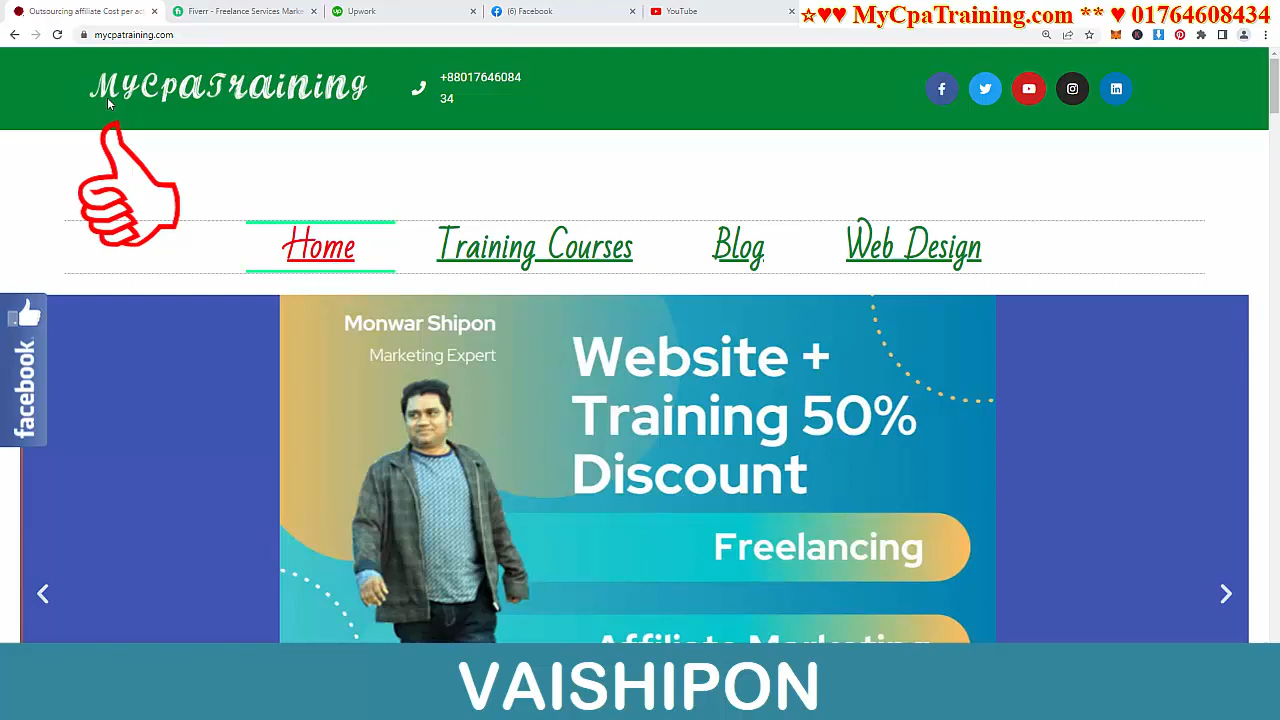 Outsourcing affiliate Cost per ac
Fiverr - Freelance Services Marke
Upwork
(6) Facebook
YouTube
☆♥♥ MyCpaTraining.com ** ♥ 01764608434
mycpatraining.com
MyCpaTraining
+88017646084
34
Home
Training Courses
Blog
Web Design
facebook
Monwar Shipon
Marketing Expert
Website +
Training 50%
Discount
Freelancing
Affiliate Marketing
VAISHIPON